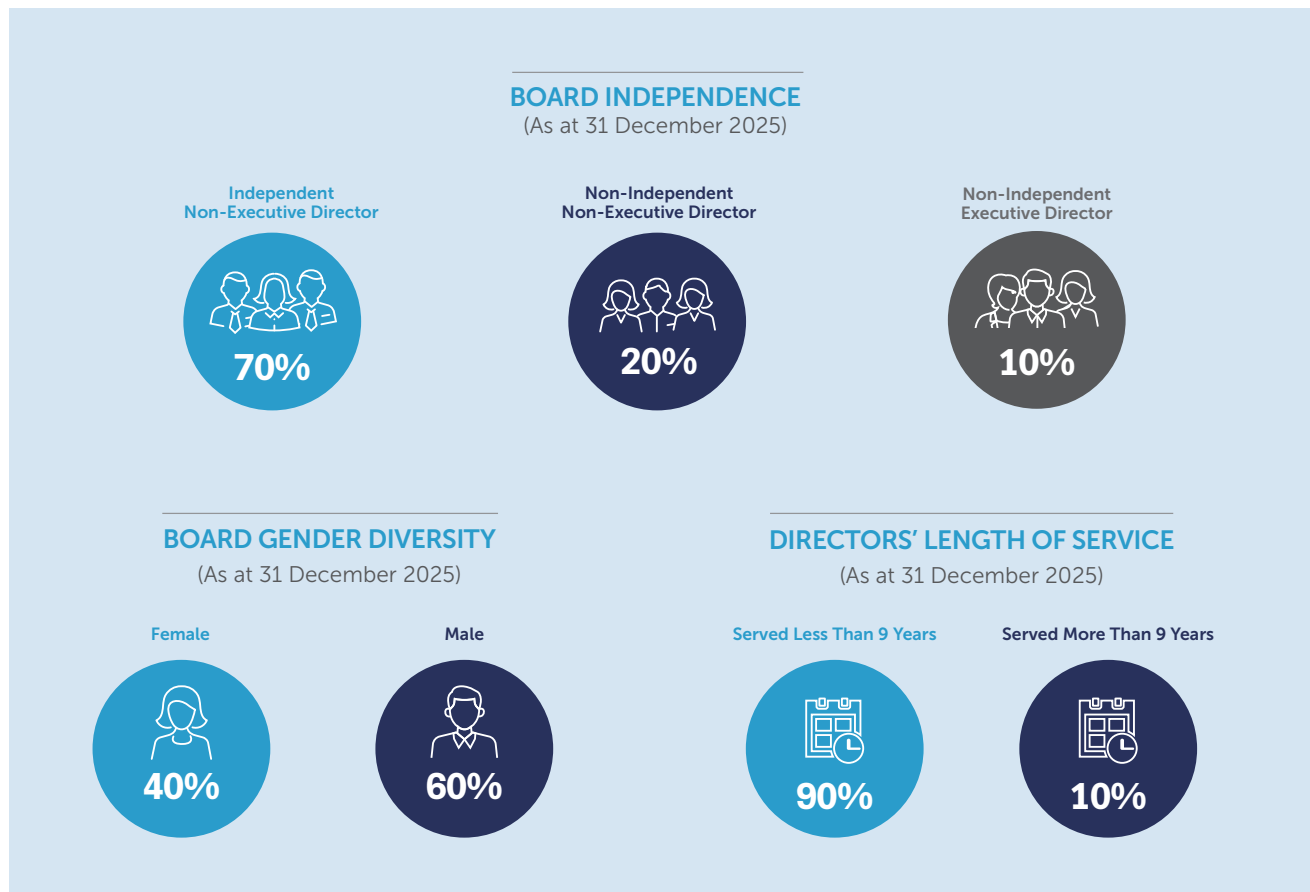 BOARD INDEPENDENCE
(As at 31 December 2025)
Independent
Non-Executive Director
70%
Non-Independent
Non-Executive Director
20%
Non-Independent
Executive Director
10%
BOARD GENDER DIVERSITY
(As at 31 December 2025)
Female
40%
Male
60%
DIRECTORS’ LENGTH OF SERVICE
(As at 31 December 2025)
Served Less Than 9 Years
90%
Served More Than 9 Years
10%